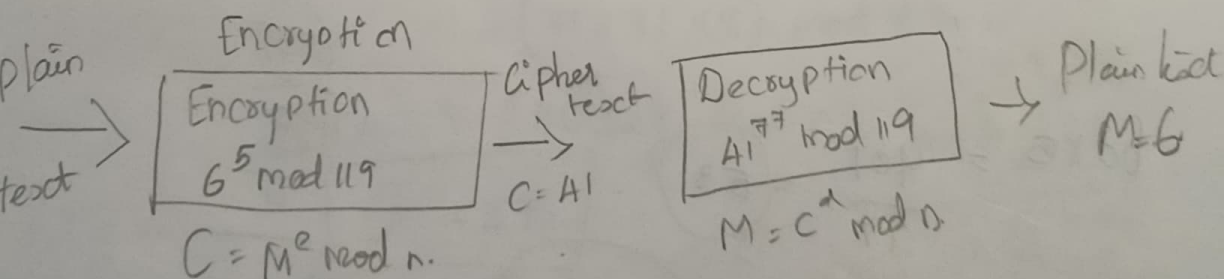 Encryotion
Plain
text
Encryption
6^5 mod 119
C = M^e mod n.
Cipher
text
C = 41
Decryption
41^77 mod 119
M = C^d mod n.
Plain text
M=6